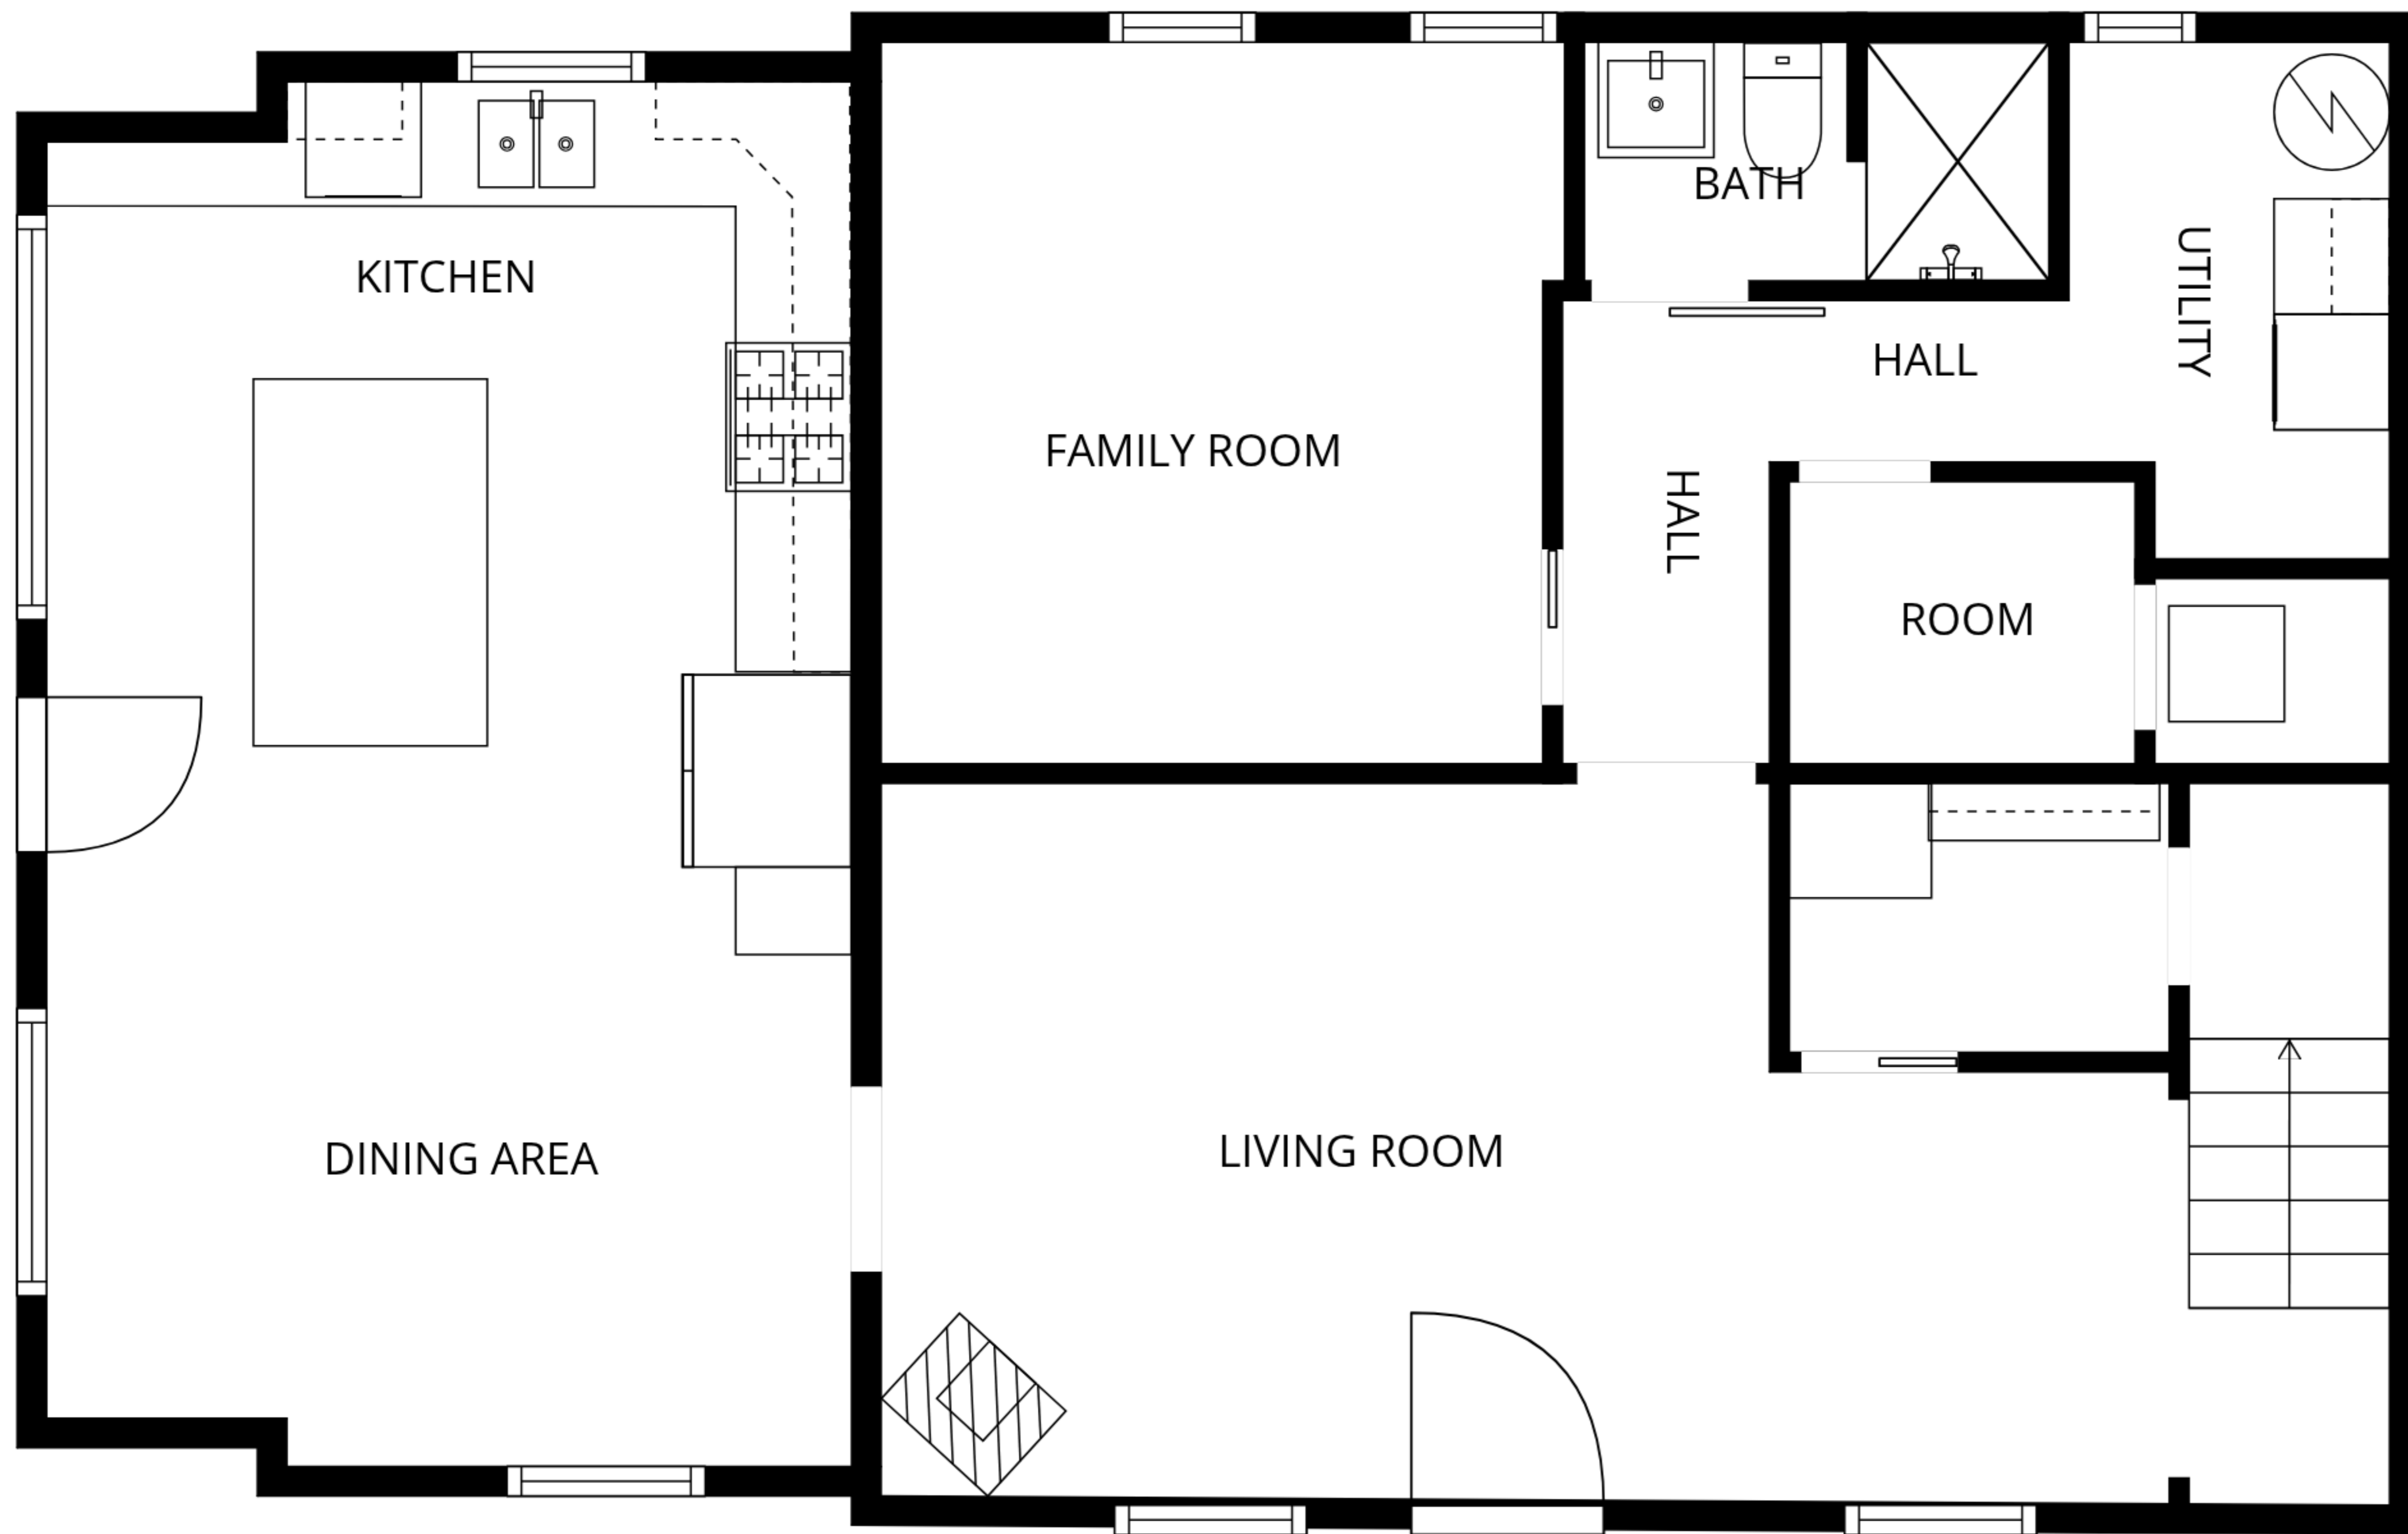 BATH
KITCHEN
UTILITY
HALL
FAMILY ROOM
HALL
ROOM
DINING AREA
LIVING ROOM